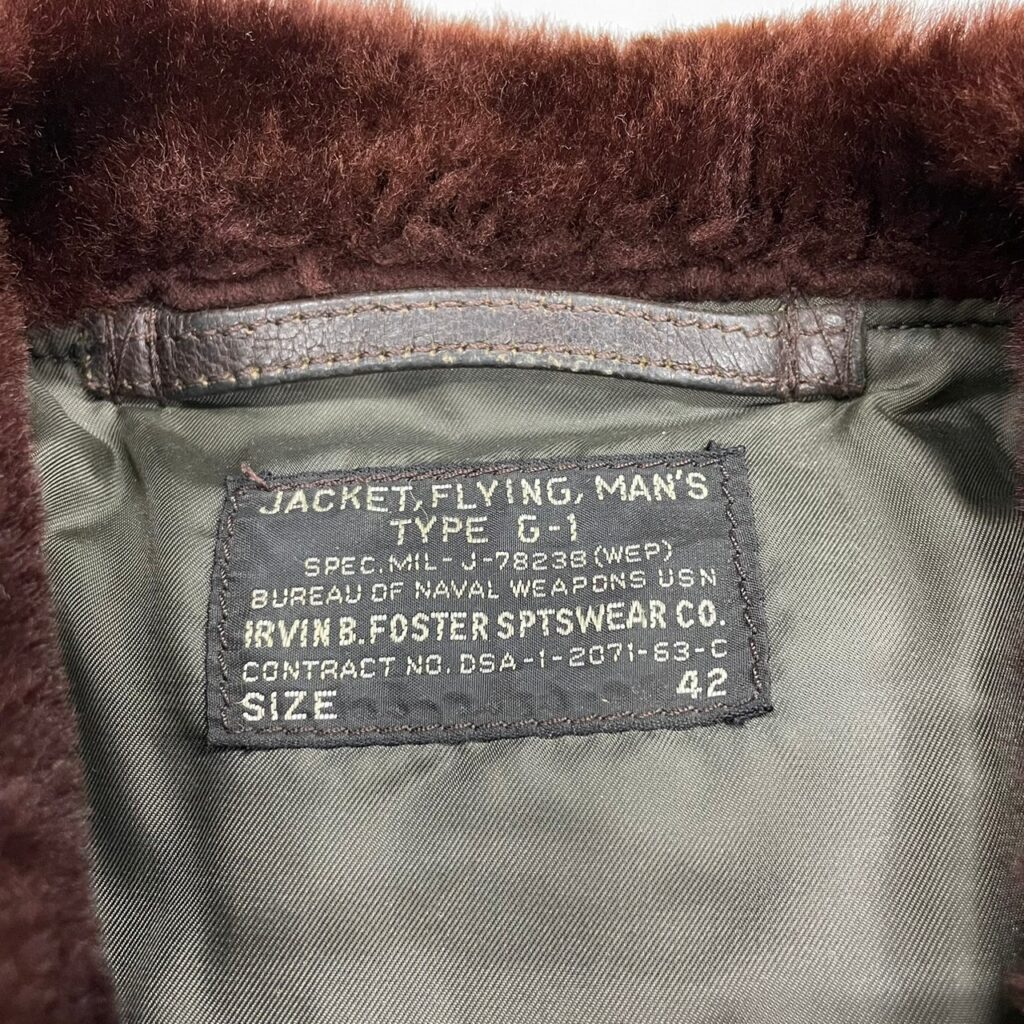 JACKET, FLYING, MAN'S
TYPE G-1
SPEC. MIL-J-7823B (WEP)
BUREAU OF NAVAL WEAPONS USN
IRVIN B. FOSTER SPTSWEAR CO.
CONTRACT NO. DSA-1-2071-63-C
SIZE 42